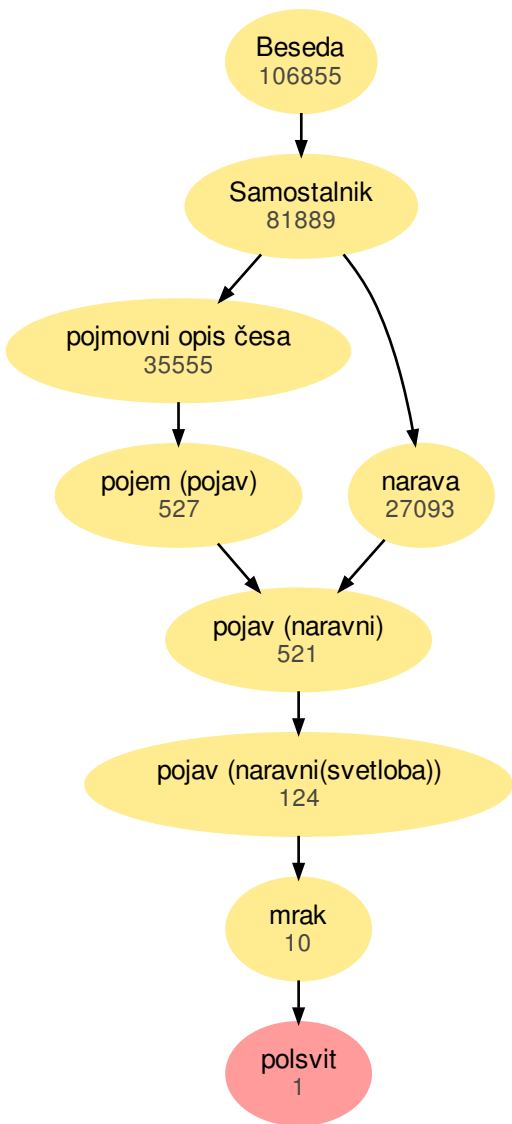 Beseda
106855
Samostalnik
81889
pojmovni opis česa
35555
pojem (pojav)
527
narava
27093
pojav (naravni)
521
pojav (naravni(svetloba))
124
mrak
10
polsvit
1